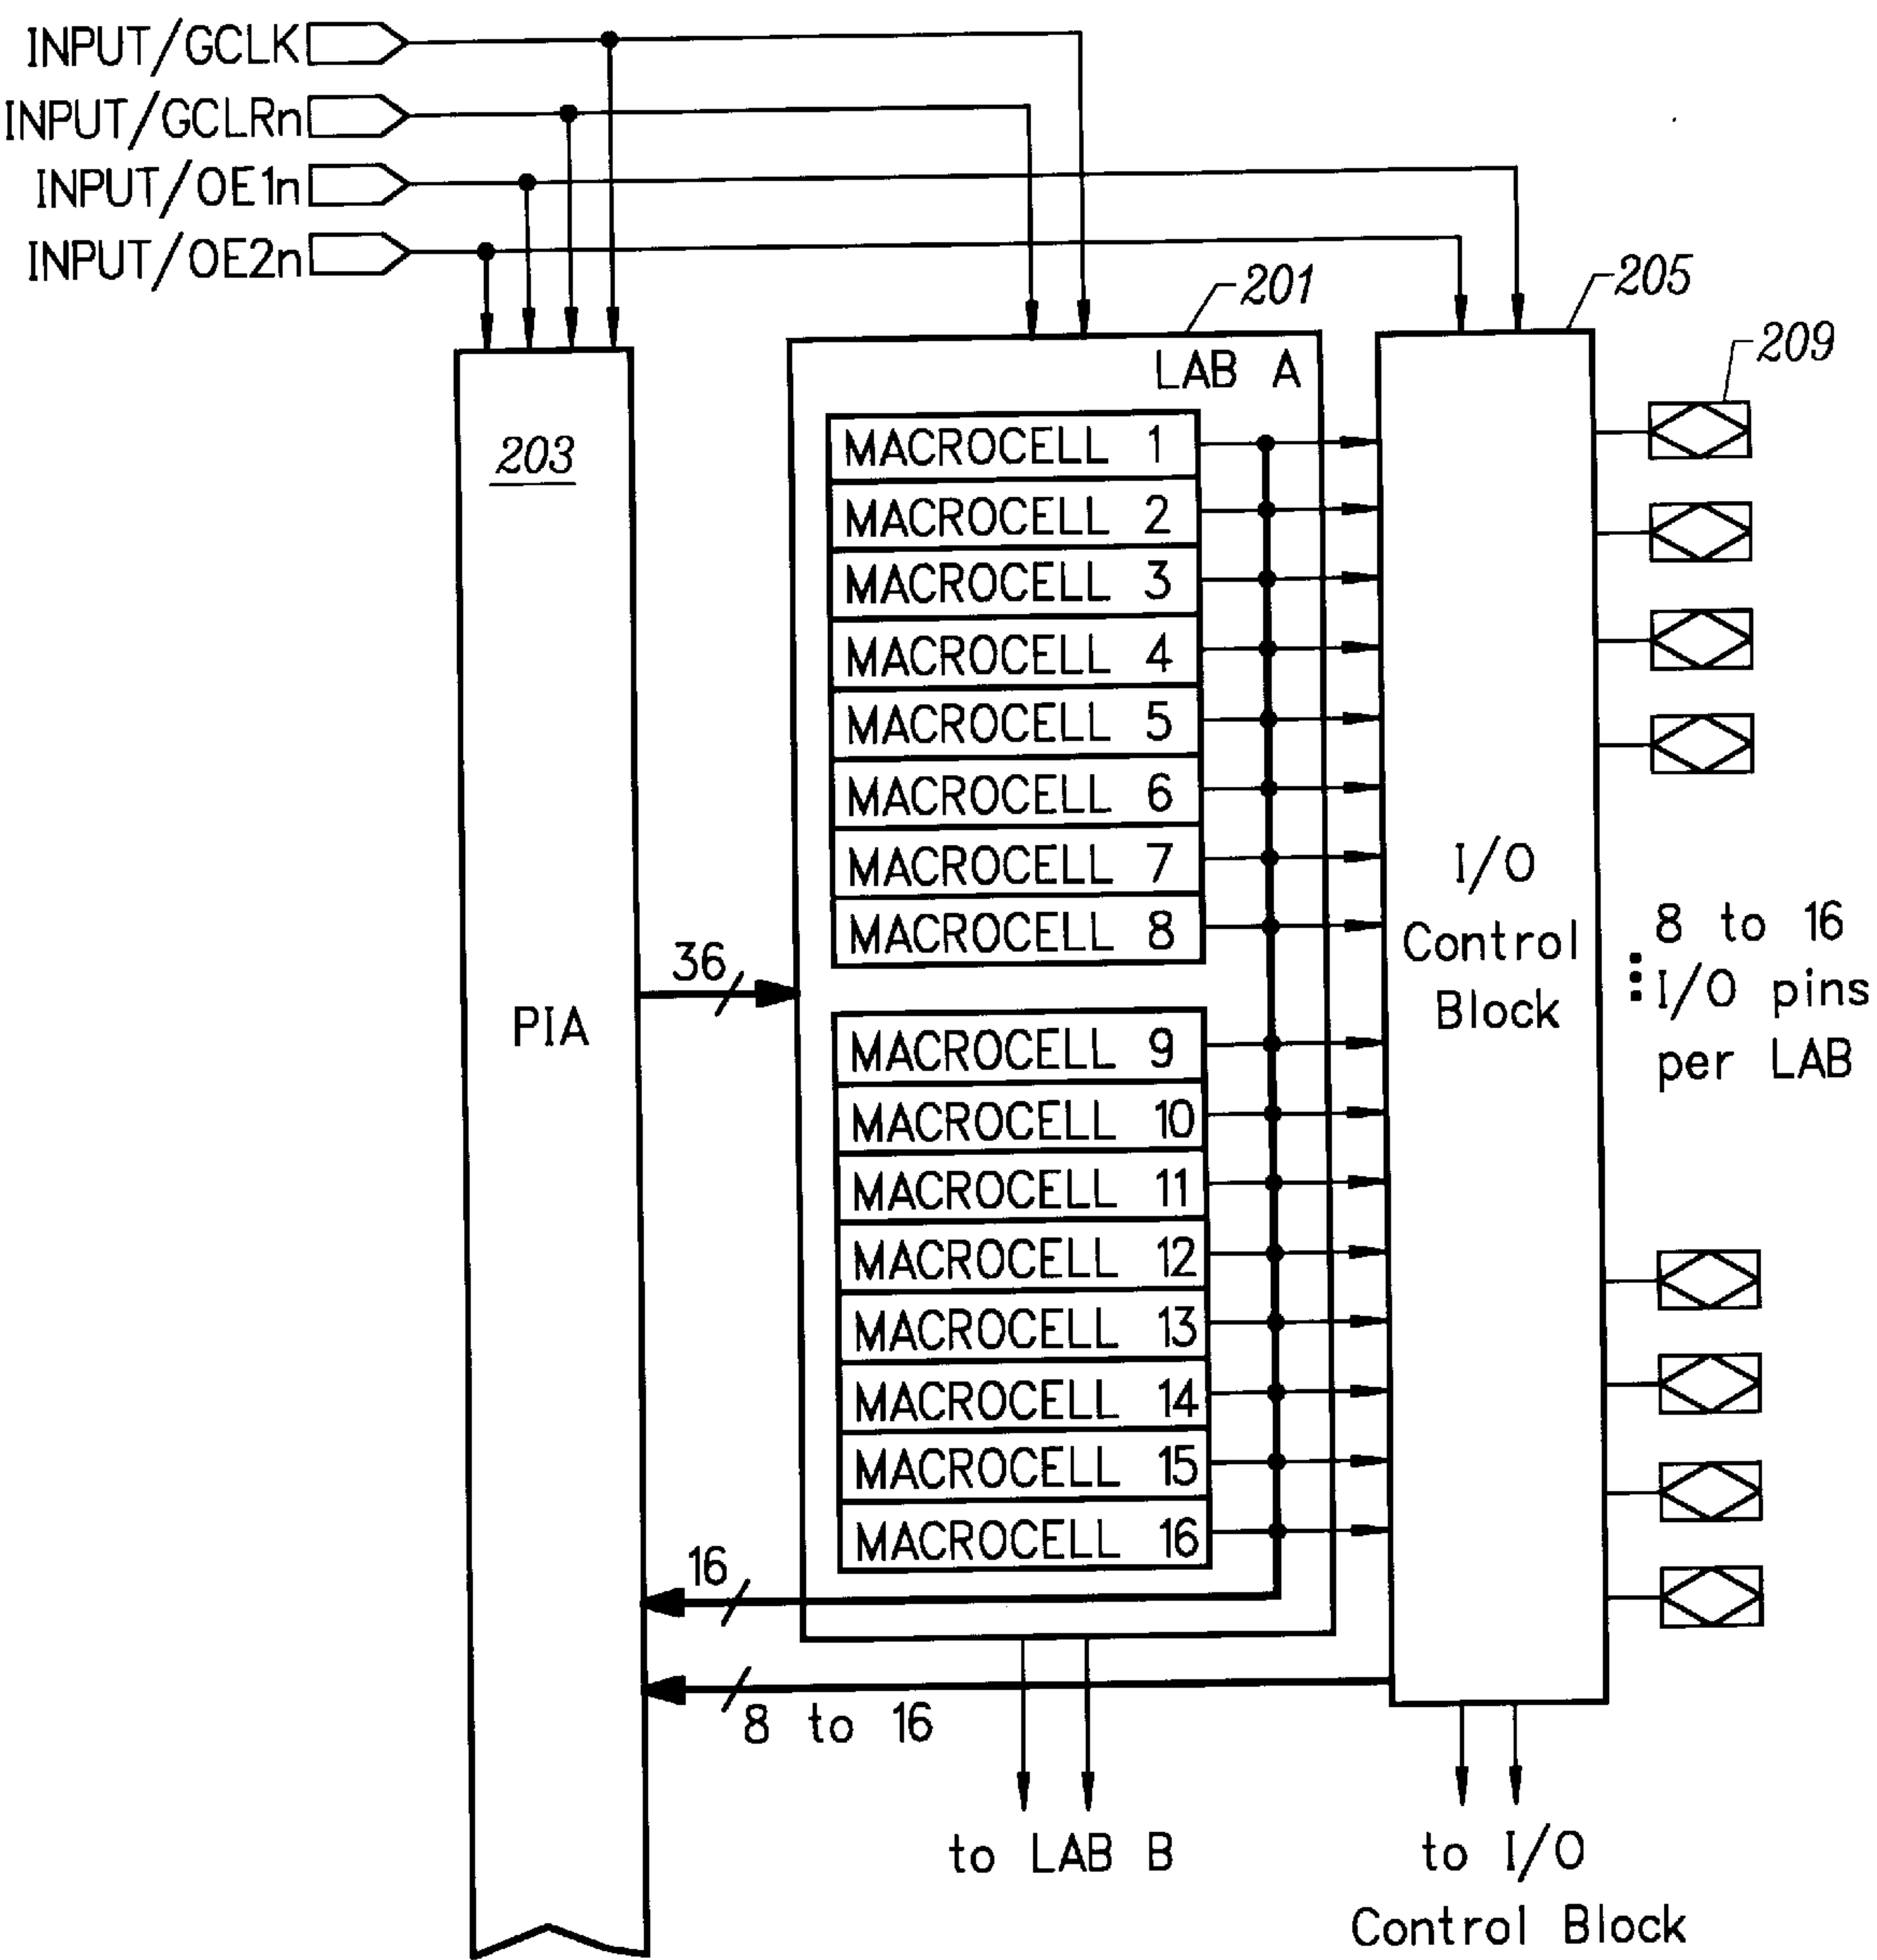 INPUT/GCLK
INPUT/GCLRn
INPUT/OE1n
INPUT/OE2n
201
205
209
LAB A
203
MACROCELL 1
MACROCELL 2
MACROCELL 3
MACROCELL 4
MACROCELL 5
MACROCELL 6
MACROCELL 7
MACROCELL 8
36
PIA
I/O
Control
Block
8 to 16
I/O pins
per LAB
MACROCELL 9
MACROCELL 10
MACROCELL 11
MACROCELL 12
MACROCELL 13
MACROCELL 14
MACROCELL 15
MACROCELL 16
16
8 to 16
to LAB B
to I/O
Control Block